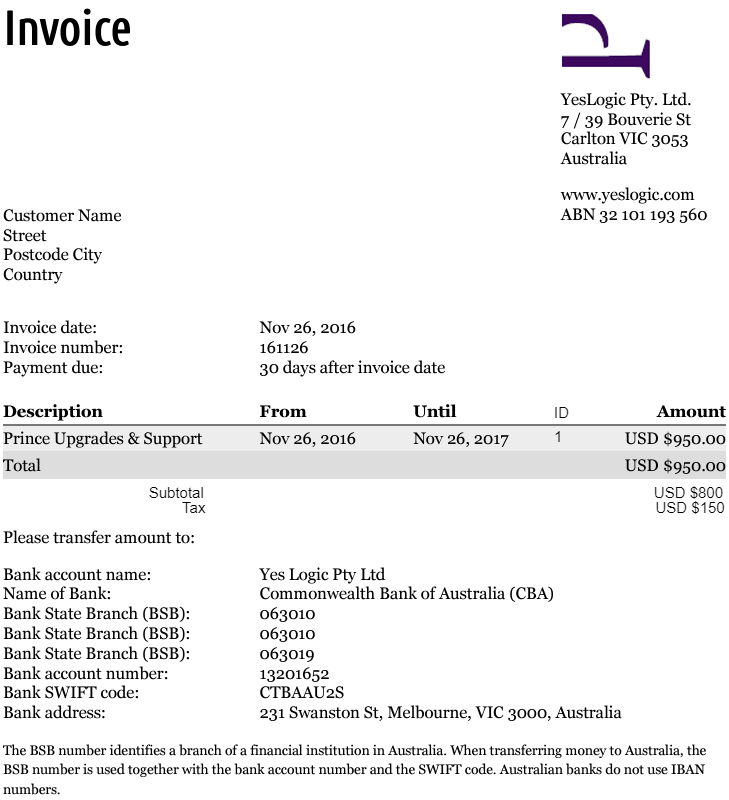 Invoice
YesLogic Pty. Ltd.
7 / 39 Bouverie St
Carlton VIC 3053
Australia
www.yeslogic.com
ABN 32 101 193 560
Customer Name
Street
Postcode City
Country
Invoice date: Nov 26, 2016
Invoice number: 161126
Payment due: 30 days after invoice date
Description From Until ID Amount
Prince Upgrades & Support Nov 26, 2016 Nov 26, 2017 1 USD $950.00
Total USD $950.00
Subtotal USD $800
Tax USD $150
Please transfer amount to:
Bank account name: Yes Logic Pty Ltd
Name of Bank: Commonwealth Bank of Australia (CBA)
Bank State Branch (BSB): 063010
Bank State Branch (BSB): 063010
Bank State Branch (BSB): 063019
Bank account number: 13201652
Bank SWIFT code: CTBAAU2S
Bank address: 231 Swanston St, Melbourne, VIC 3000, Australia
The BSB number identifies a branch of a financial institution in Australia. When transferring money to Australia, the
BSB number is used together with the bank account number and the SWIFT code. Australian banks do not use IBAN
numbers.